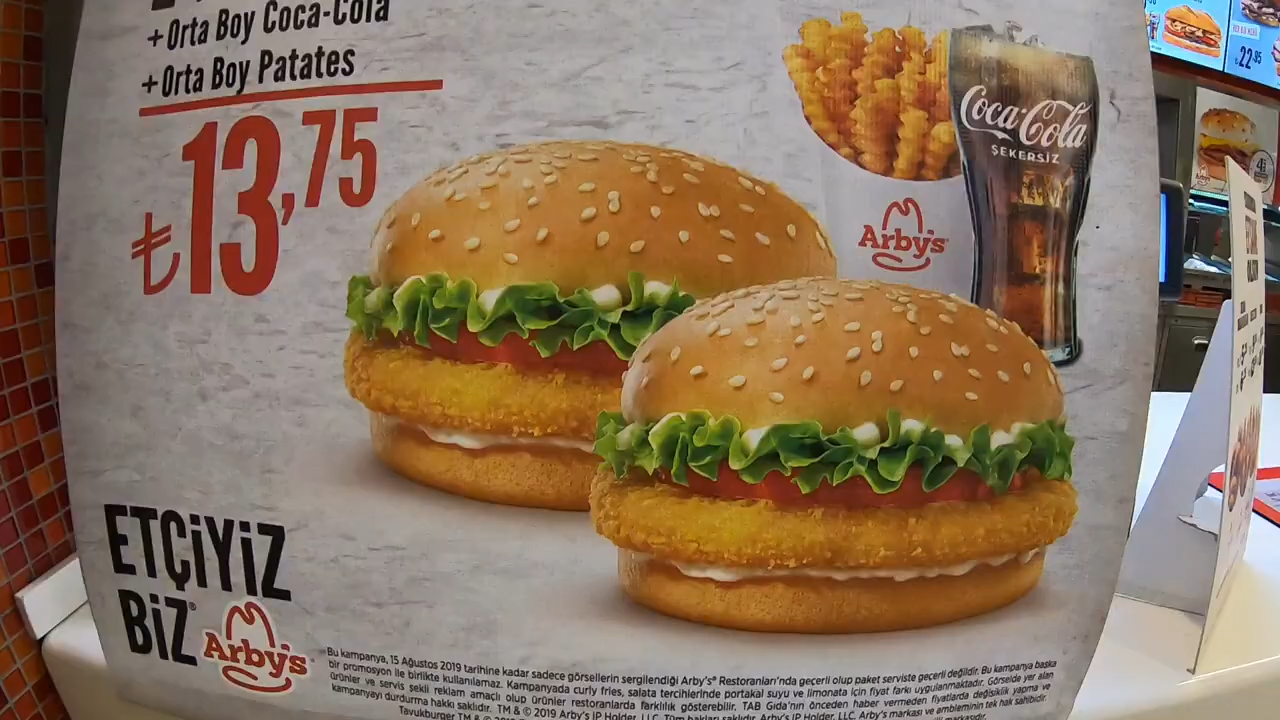 +Orta Boy Coca-Cola
+Orta Boy Patates
₺13,75
Coca-Cola
ŞEKERSİZ
Arby's
22,95
ETÇİYİZ
BİZ®
Arby's
Bu kampanya, 15 Ağustos 2019 tarihine kadar sadece görsellerin sergilendiği Arby's® Restoranları'nda geçerli olup paket serviste geçerli değildir. Bu kampanya başka
bir promosyon ile birlikte kullanılamaz. Kampanyada curly fries, salata tercihlerinde portakal suyu ve limonata için fiyat farkı uygulanmaktadır. Görselde yer alan
ürünler ve servis şekli reklam amaçlı olup ürünler restoranlarda farklılık gösterebilir. TAB Gıda'nın önceden haber vermeden fiyatlarda değişiklik yapma ve
kampanyayı durdurma hakkı saklıdır. TM & © 2019 Arby's IP Holder, LLC. Tüm hakları saklıdır. Arby's IP Holder, LLC. Arby's markası ve ambleminin tek hak sahibidir.
Tavukburger TM & ©